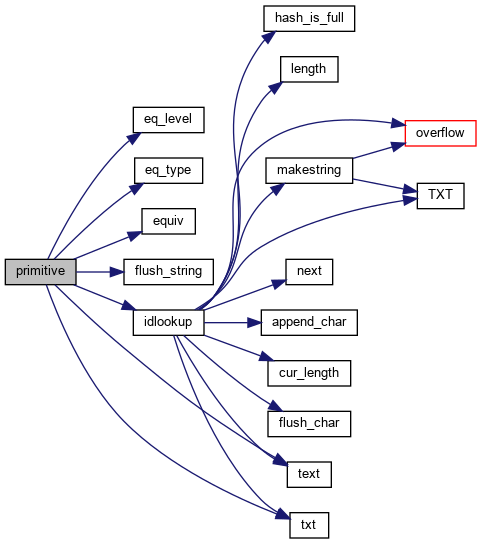 hash_is_full
length
eq_level
overflow
eq_type
makestring
TXT
equiv
primitive
flush_string
next
idlookup
append_char
cur_length
flush_char
text
txt